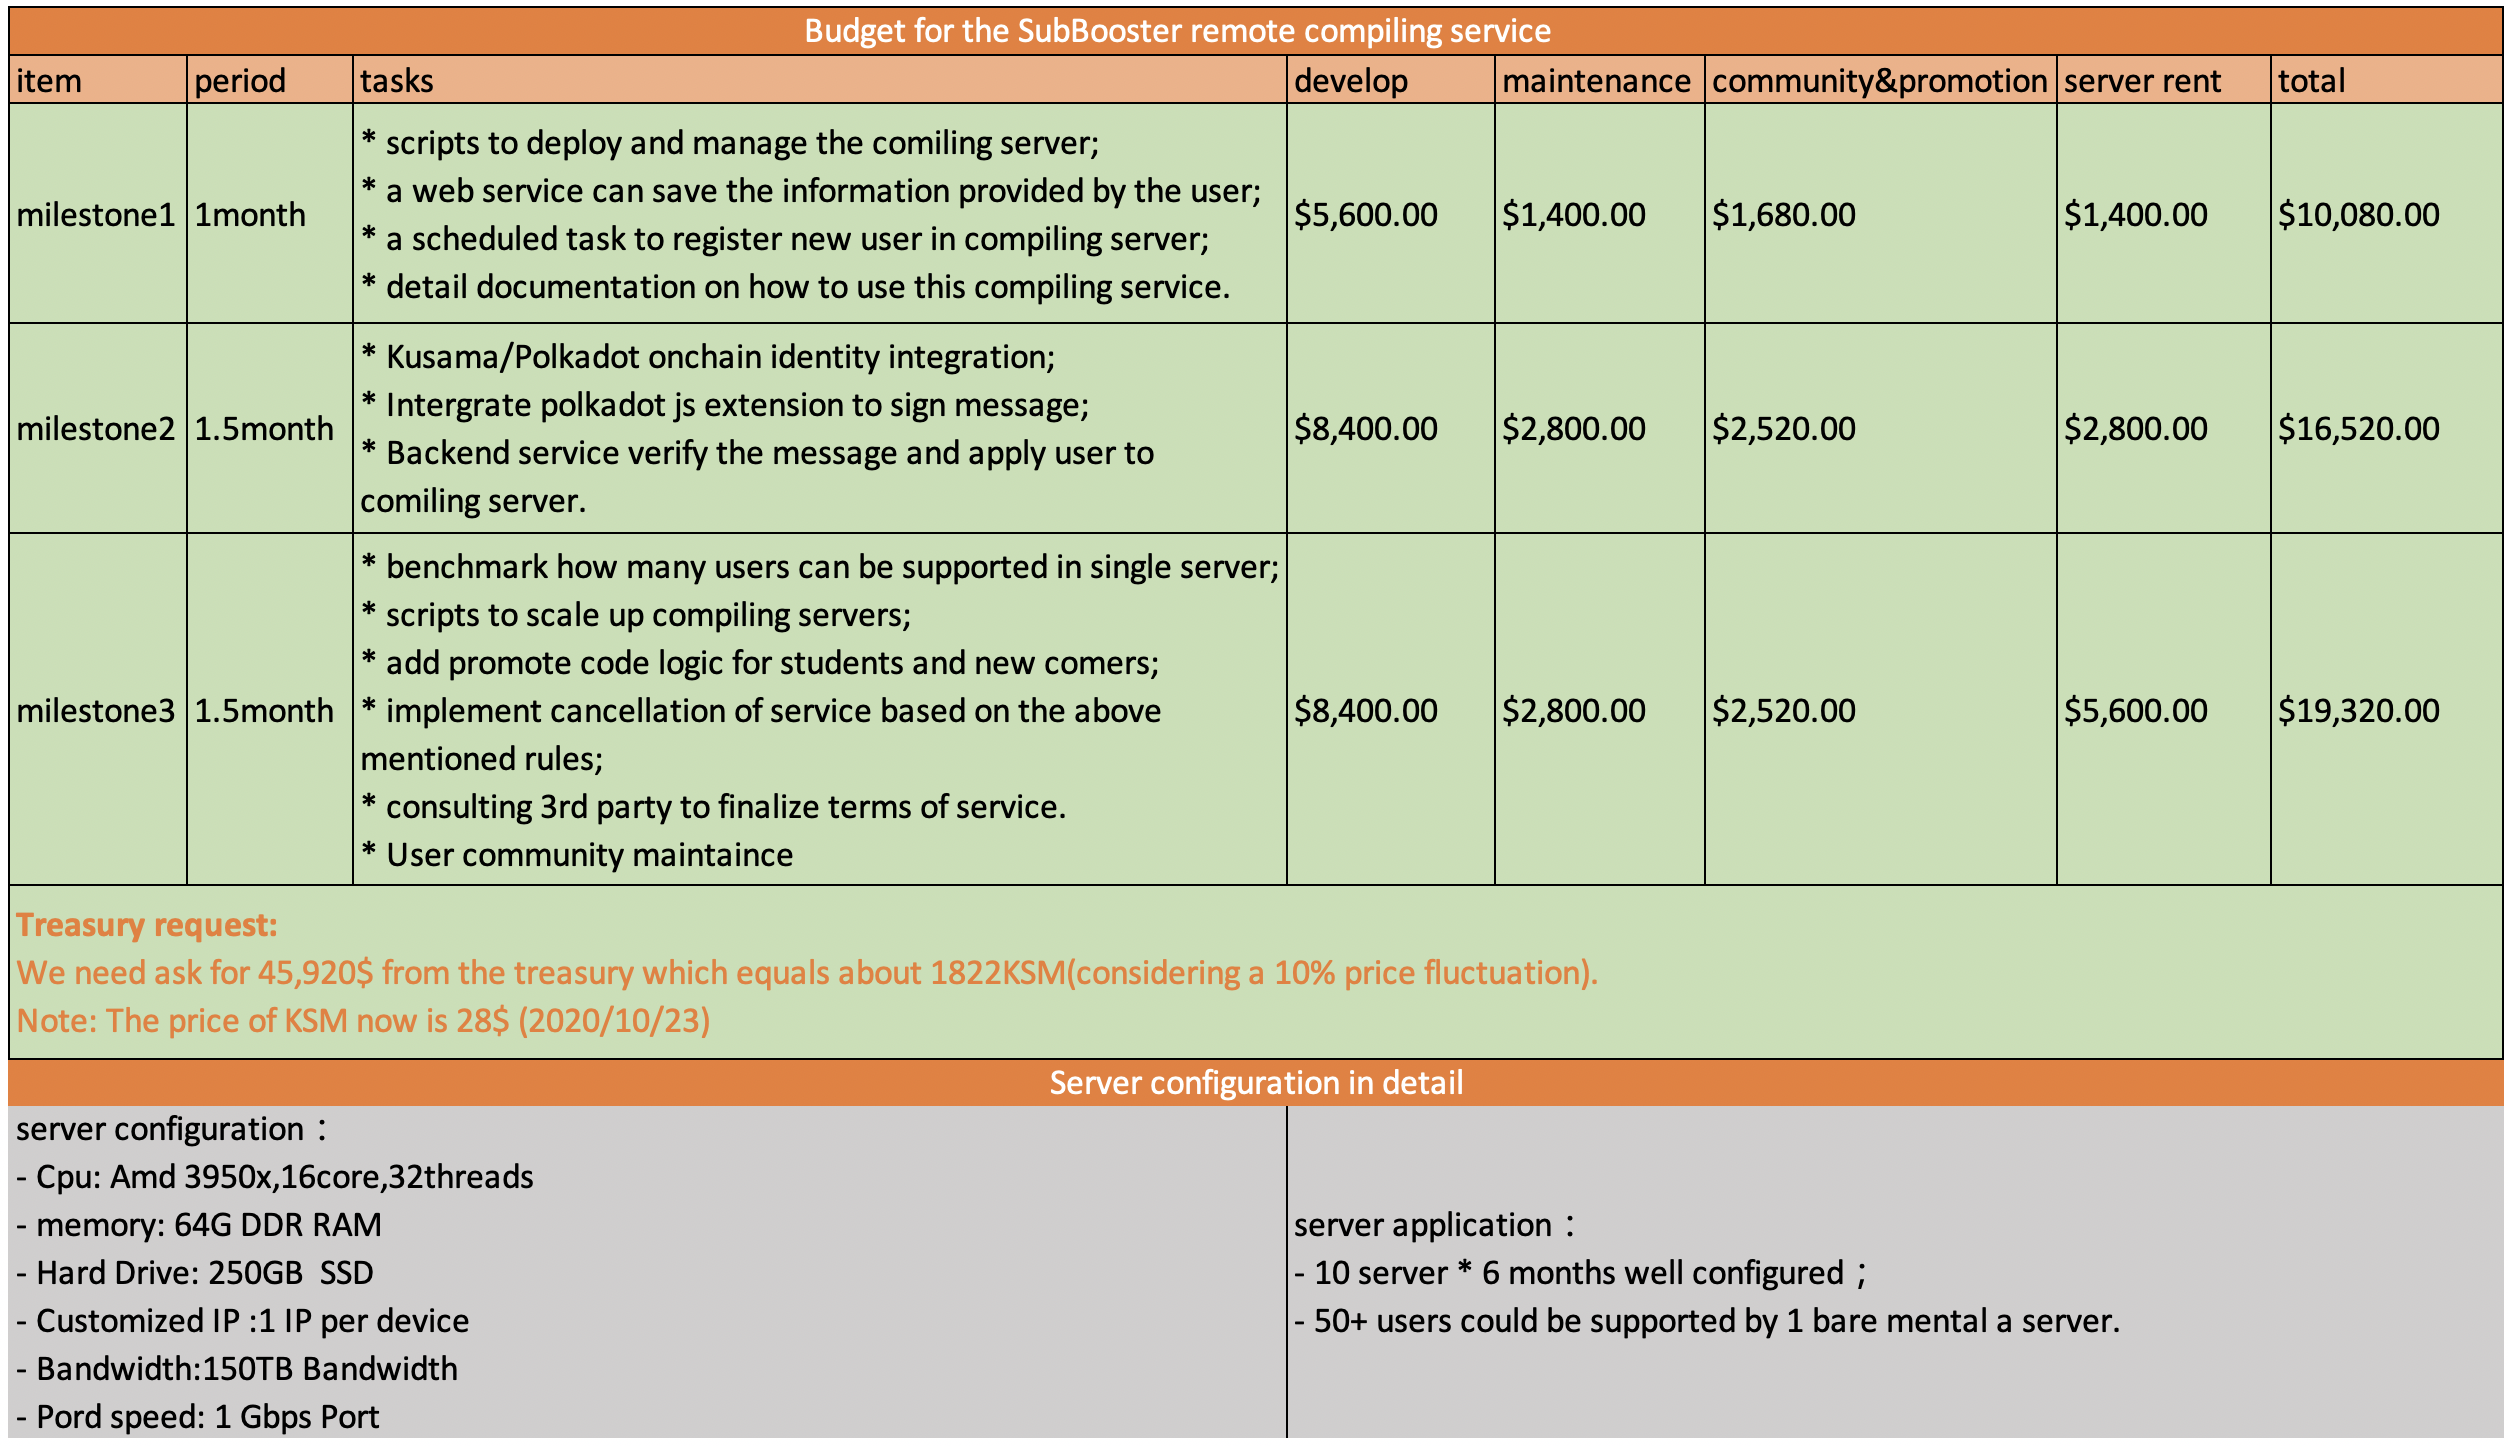 Budget for the SubBooster remote compiling service
item period tasks develop maintenance community&promotion server rent total
milestone1 1month
* scripts to deploy and manage the comiling server;
* a web service can save the information provided by the user;
* a scheduled task to register new user in compiling server;
* detail documentation on how to use this compiling service.
$5,600.00 $1,400.00 $1,680.00 $1,400.00 $10,080.00
milestone2 1.5month
* Kusama/Polkadot onchain identity integration;
* Intergrate polkadot js extension to sign message;
* Backend service verify the message and apply user to
comiling server.
$8,400.00 $2,800.00 $2,520.00 $2,800.00 $16,520.00
milestone3 1.5month
* benchmark how many users can be supported in single server;
* scripts to scale up compiling servers;
* add promote code logic for students and new comers;
* implement cancellation of service based on the above
mentioned rules;
* consulting 3rd party to finalize terms of service.
* User community maintaince
$8,400.00 $2,800.00 $2,520.00 $5,600.00 $19,320.00
Treasury request:
We need ask for 45,920$ from the treasury which equals about 1822KSM(considering a 10% price fluctuation).
Note: The price of KSM now is 28$ (2020/10/23)
Server configuration in detail
server configuration：
- Cpu: Amd 3950x,16core,32threads
- memory: 64G DDR RAM
- Hard Drive: 250GB  SSD
- Customized IP :1 IP per device
- Bandwidth:150TB Bandwidth
- Pord speed: 1 Gbps Port
server application：
- 10 server * 6 months well configured；
- 50+ users could be supported by 1 bare mental a server.